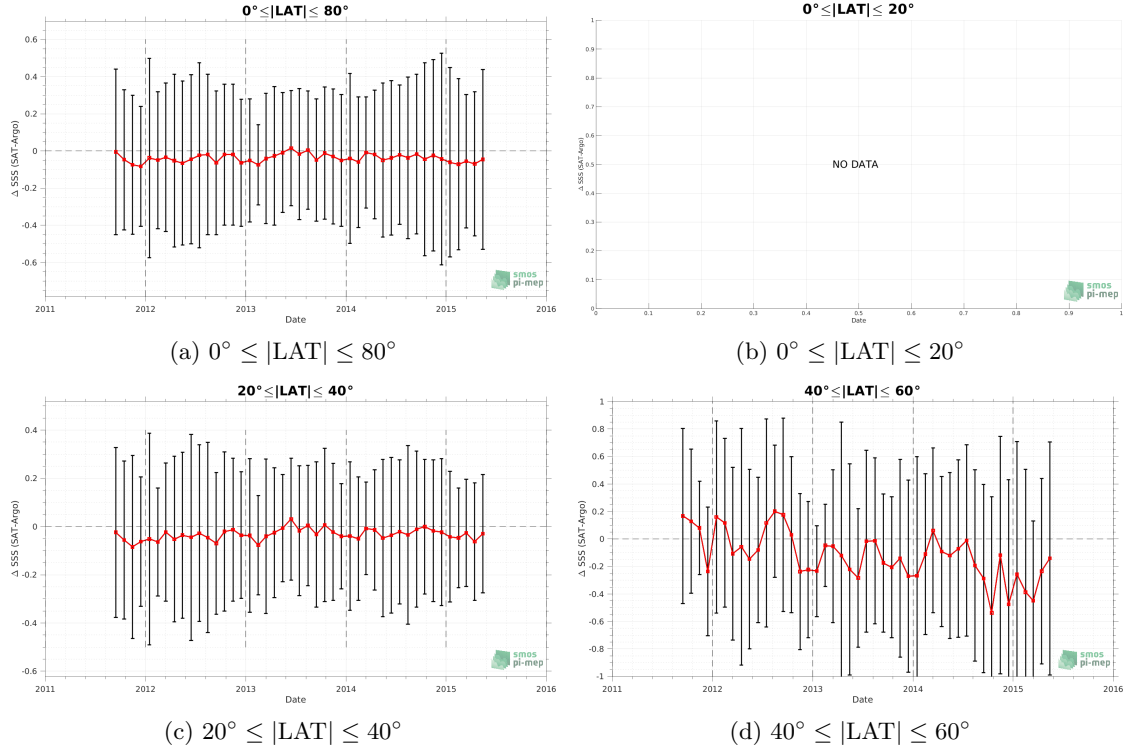 0°≤|LAT|≤ 80°
Δ SSS (SAT-Argo)
0.6
0.4
0.2
0
-0.2
-0.4
-0.6
2011 2012 2013 2014 2015 2016
Date
smos
pi-mep
(a) 0° ≤ |LAT| ≤ 80°
0°≤|LAT|≤ 20°
Δ SSS (SAT-Argo)
1
0.9
0.8
0.7
0.6
0.5
0.4
0.3
0.2
0.1
0
NO DATA
0 0.1 0.2 0.3 0.4 0.5 0.6 0.7 0.8 0.9 1
Date
smos
pi-mep
(b) 0° ≤ |LAT| ≤ 20°
20°≤|LAT|≤ 40°
Δ SSS (SAT-Argo)
0.4
0.2
0
-0.2
-0.4
-0.6
2011 2012 2013 2014 2015 2016
Date
smos
pi-mep
(c) 20° ≤ |LAT| ≤ 40°
40°≤|LAT|≤ 60°
Δ SSS (SAT-Argo)
1
0.8
0.6
0.4
0.2
0
-0.2
-0.4
-0.6
-0.8
-1
2011 2012 2013 2014 2015 2016
Date
smos
pi-mep
(d) 40° ≤ |LAT| ≤ 60°